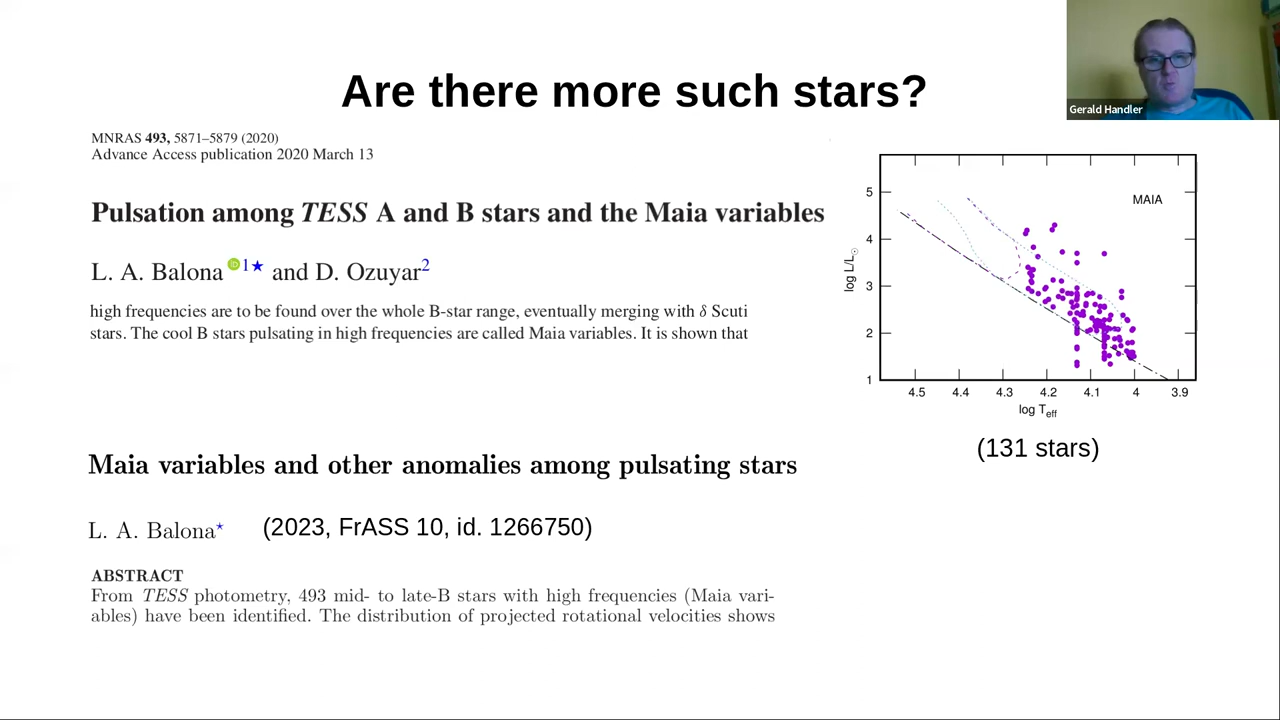 Are there more such stars?
Gerald Handler
MNRAS 493, 5871–5879 (2020)
Advance Access publication 2020 March 13
Pulsation among TESS A and B stars and the Maia variables
L. A. Balona iD 1★ and D. Ozuyar2
high frequencies are to be found over the whole B-star range, eventually merging with δ Scuti
stars. The cool B stars pulsating in high frequencies are called Maia variables. It is shown that
MAIA
5
4
3
2
1
log L/L☉
4.5 4.4 4.3 4.2 4.1 4 3.9
log Teff
(131 stars)
Maia variables and other anomalies among pulsating stars
L. A. Balona⋆ (2023, FrASS 10, id. 1266750)
ABSTRACT
From TESS photometry, 493 mid- to late-B stars with high frequencies (Maia vari-
ables) have been identified. The distribution of projected rotational velocities shows